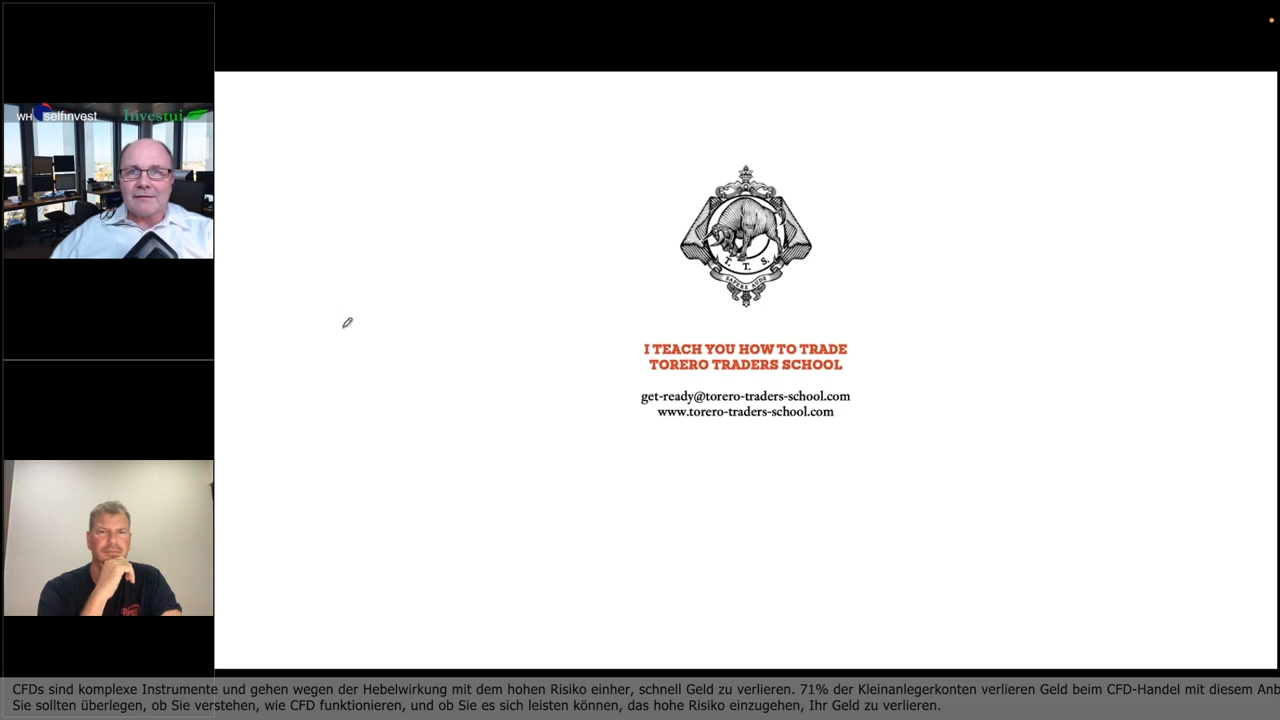 WH selfinvest
Investui
T. T. S.
SAPERE AUDE
I TEACH YOU HOW TO TRADE
TORERO TRADERS SCHOOL
get-ready@torero-traders-school.com
www.torero-traders-school.com
CFDs sind komplexe Instrumente und gehen wegen der Hebelwirkung mit dem hohen Risiko einher, schnell Geld zu verlieren. 71% der Kleinanlegerkonten verlieren Geld beim CFD-Handel mit diesem Anb
Sie sollten überlegen, ob Sie verstehen, wie CFD funktionieren, und ob Sie es sich leisten können, das hohe Risiko einzugehen, Ihr Geld zu verlieren.